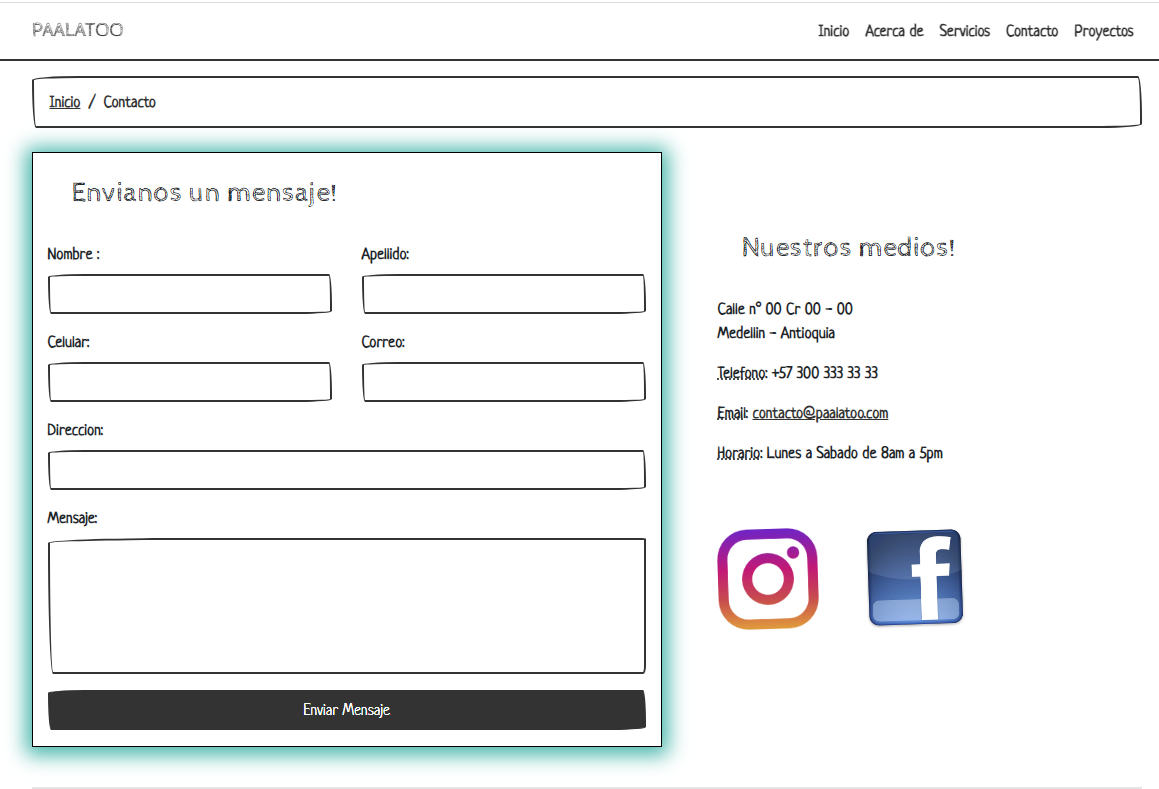 PAALATOO
Inicio Acerca de Servicios Contacto Proyectos
Inicio / Contacto
Envianos un mensaje!
Nombre :
Apellido:
Celular:
Correo:
Direccion:
Mensaje:
Enviar Mensaje
Nuestros medios!
Calle n° 00 Cr 00 - 00
Medellin - Antioquia
Telefono: +57 300 333 33 33
Email: contacto@paalatoo.com
Horario: Lunes a Sabado de 8am a 5pm
f